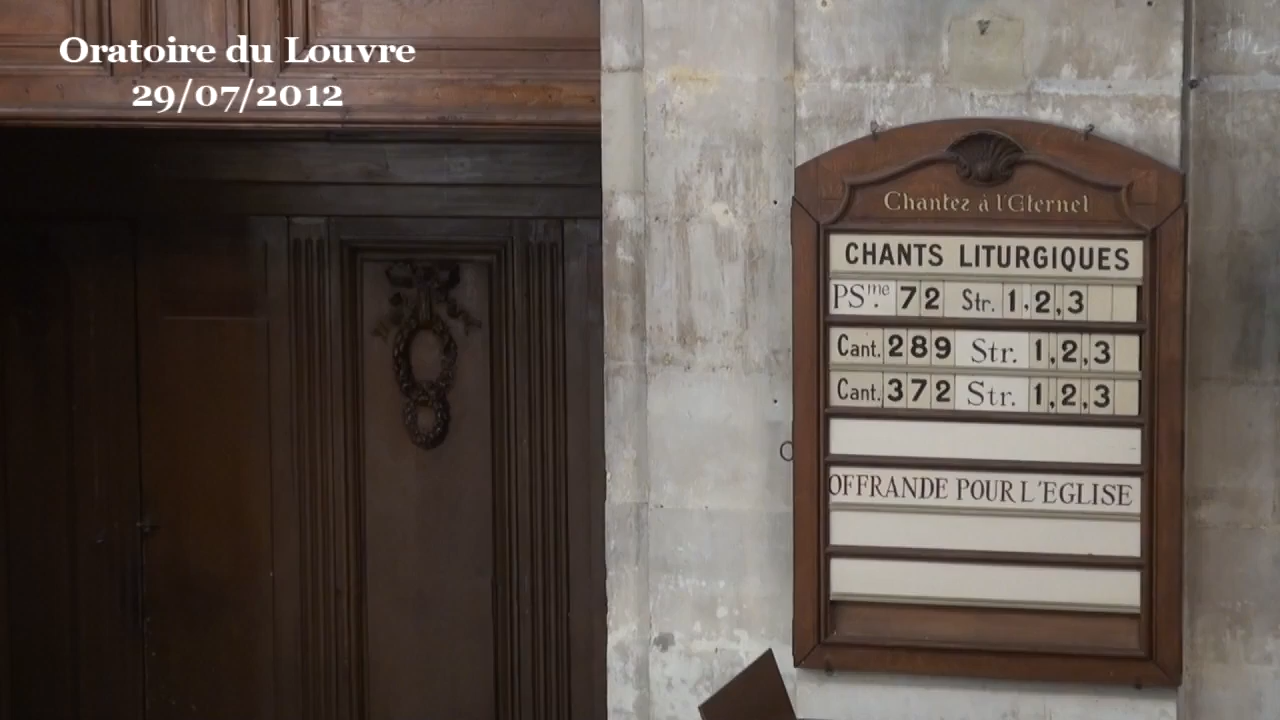 Oratoire du Louvre
29/07/2012
Chantez à l'Eternel
CHANTS LITURGIQUES
PSme. 72 Str. 1.2,3
Cant. 289 Str. 1,2,3
Cant. 372 Str. 1,2,3
OFFRANDE POUR L'EGLISE